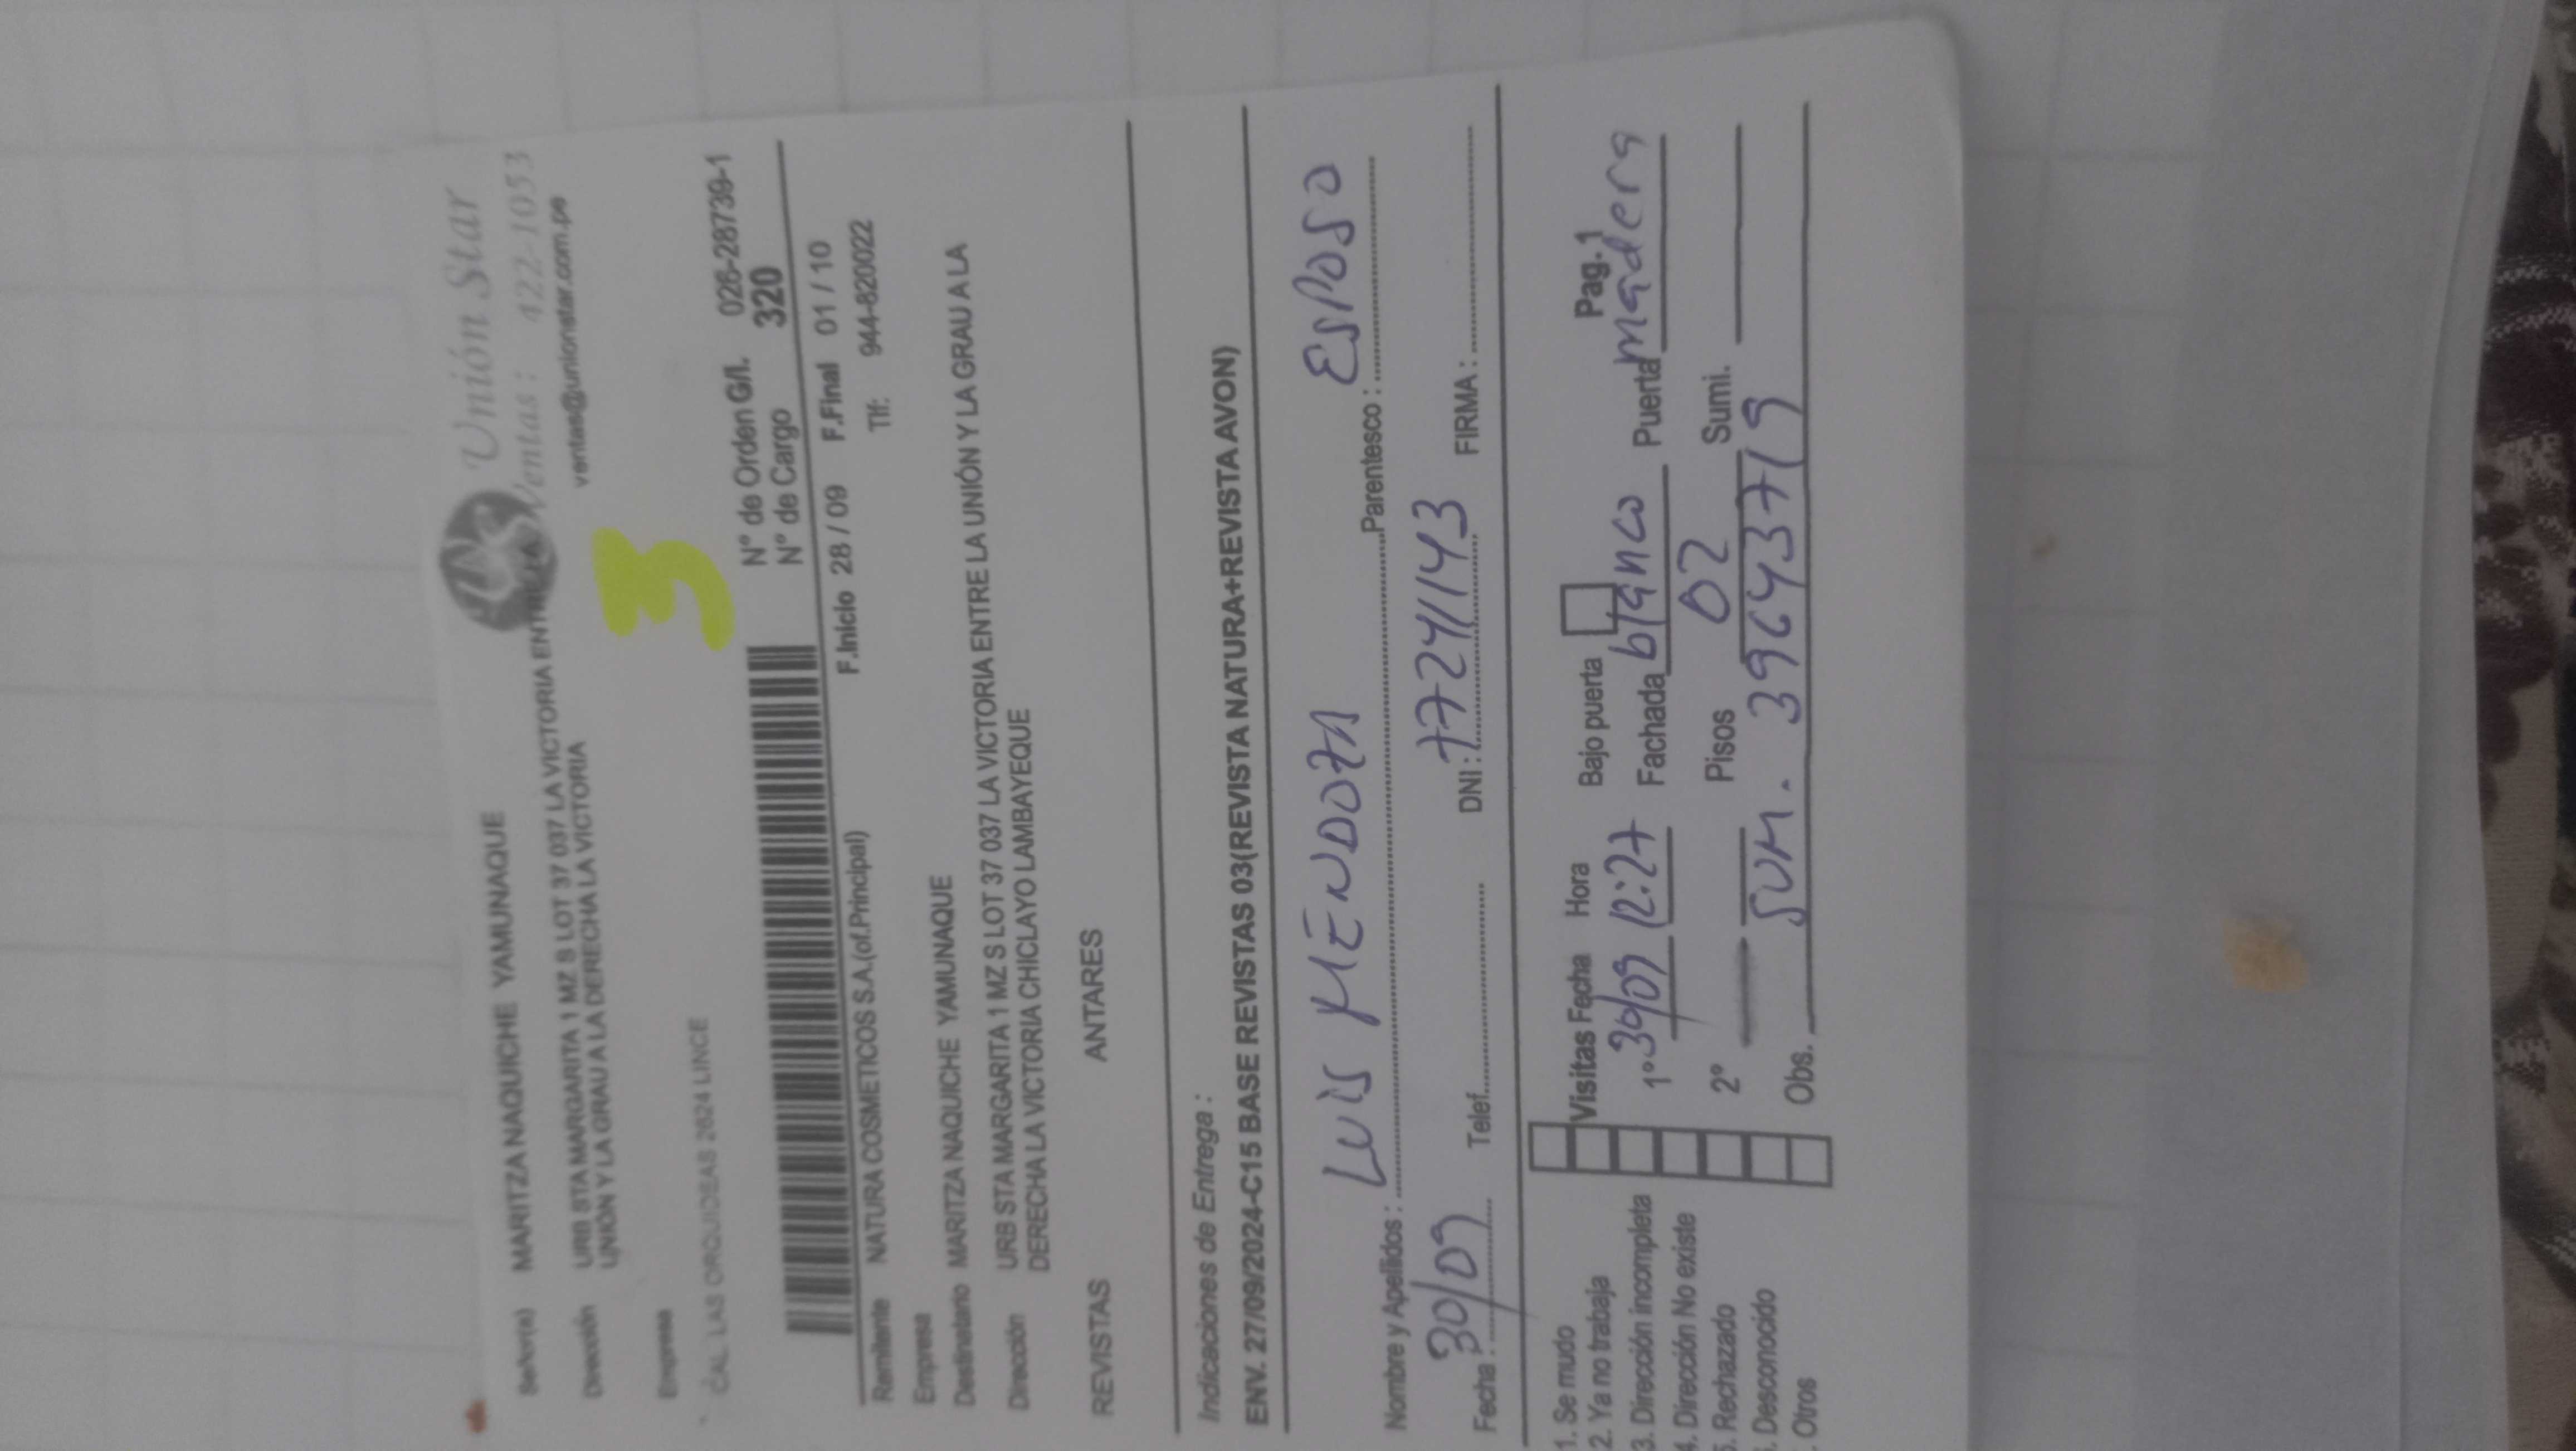 Unión Star
Ventas : 422-1053
ventas@unionstar.com.pe
Señor(a) MARITZA NAQUICHE YAMUNAQUE
Dirección URB STA MARGARITA 1 MZ S LOT 37 037 LA VICTORIA ENTRE LA
UNIÓN Y LA GRAU A LA DERECHA LA VICTORIA
3
Empresa
CAL LAS ORQUIDEAS 2624 LINCE
N° de Orden G/I. 026-28739-1
N° de Cargo 320
F.Inicio 28 / 09 F.Final 01 / 10
Remitente NATURA COSMETICOS S.A.(of.Principal) Tlf: 944-820022
Empresa
Destinatario MARITZA NAQUICHE YAMUNAQUE
Dirección URB STA MARGARITA 1 MZ S LOT 37 037 LA VICTORIA ENTRE LA UNIÓN Y LA GRAU A LA
DERECHA LA VICTORIA CHICLAYO LAMBAYEQUE
REVISTAS ANTARES
Indicaciones de Entrega :
ENV. 27/09/2024-C15 BASE REVISTAS 03(REVISTA NATURA+REVISTA AVON)
Nombre y Apellidos : LUIS MENDOZA Parentesco : ESPOSO
Fecha : 30/09 Telef. DNI : 77241143 FIRMA :
1. Se mudo
2. Ya no trabaja
3. Dirección incompleta
4. Dirección No existe
5. Rechazado
. Desconocido
. Otros
Visitas Fecha Hora Bajo puerta Pag.1
1° 30/09 12:27 Fachada blanco Puerta madera
2° Pisos 02 Sumi.
Obs. SUM. 39643719